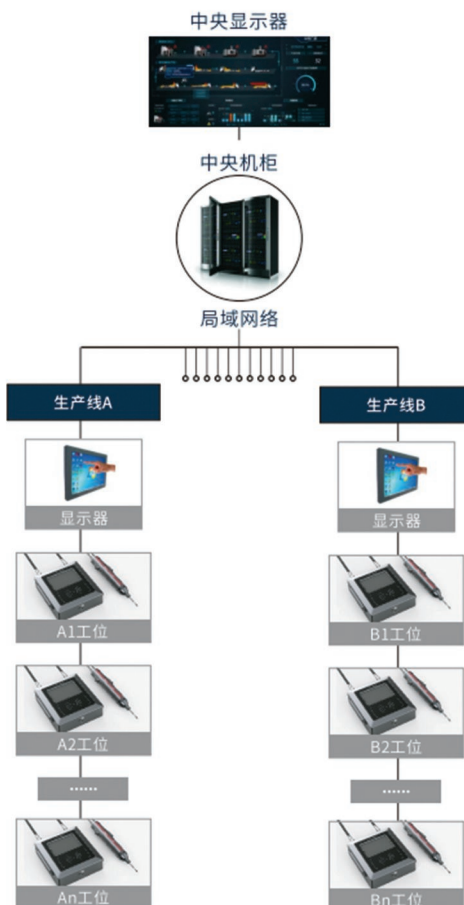 中央显示器
中央机柜
局域网络
生产线A
显示器
A1工位
A2工位
······
An工位
生产线B
显示器
B1工位
B2工位
······
Bn工位